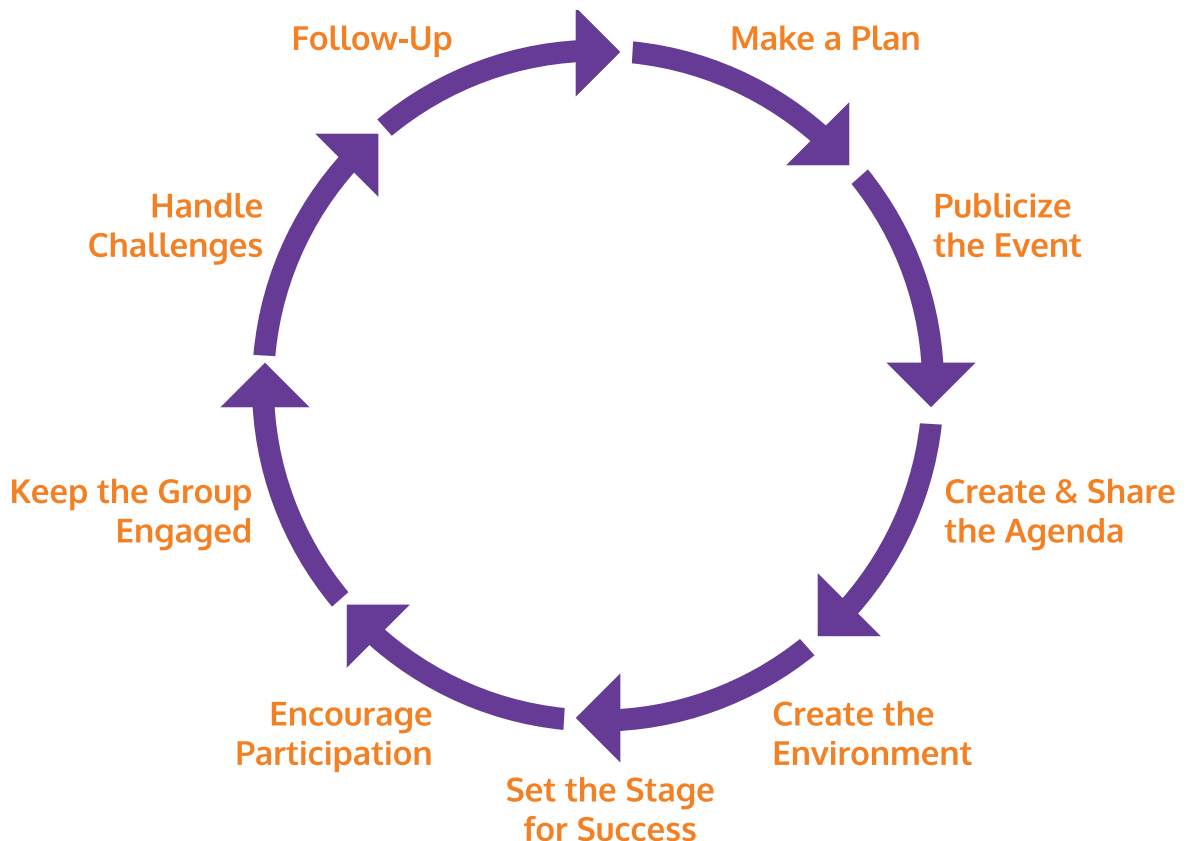 Make a Plan
Publicize
the Event
Create & Share
the Agenda
Create the
Environment
Set the Stage
for Success
Encourage
Participation
Keep the Group
Engaged
Handle
Challenges
Follow-Up